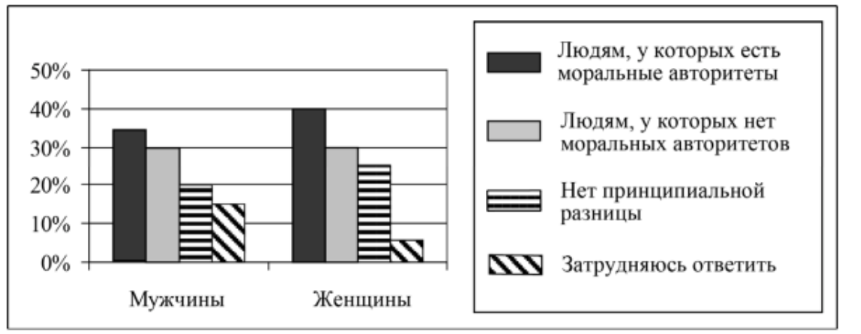 50%
40%
30%
20%
10%
0%
Мужчины
Женщины
Людям, у которых есть
моральные авторитеты
Людям, у которых нет
моральных авторитетов
Нет принципиальной
разницы
Затрудняюсь ответить